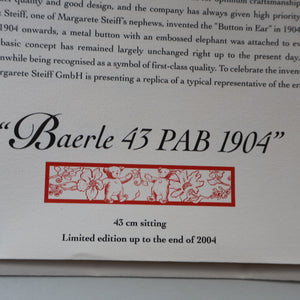 quality and good design, and the company has always given high priority
Steiff, one of Margarete Steiff's nephews, invented the "Button in Ear" in
1904 onwards, a metal button with an embossed elephant was attached to
basic concept has remained largely unchanged right up to the present day.
while being recognised as a symbol of first-class quality. To celebrate the
Margarete Steiff GmbH is presenting a replica of a typical representative of the
"Baerle 43 PAB 1904"
43 cm sitting
Limited edition up to the end of 2004